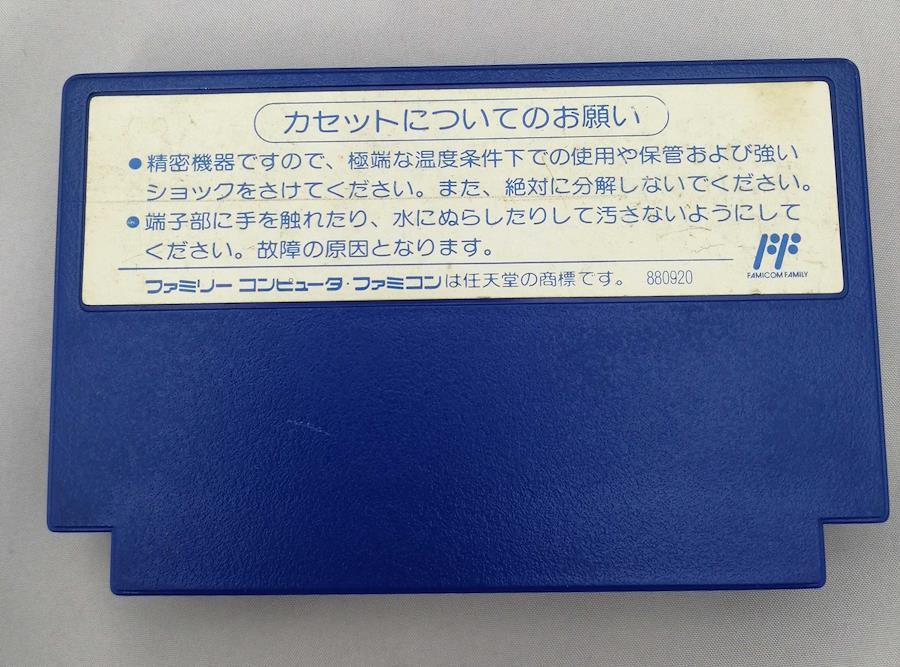 カセットについてのお願い
●精密機器ですので、極端な温度条件下での使用や保管および強い
ショックをさけてください。また、絶対に分解しないでください。
●端子部に手を触れたり、水にぬらしたりして汚さないようにして
ください。故障の原因となります。
FF
FAMICOM FAMILY
ファミリーコンピュータ・ファミコンは任天堂の商標です。 880920